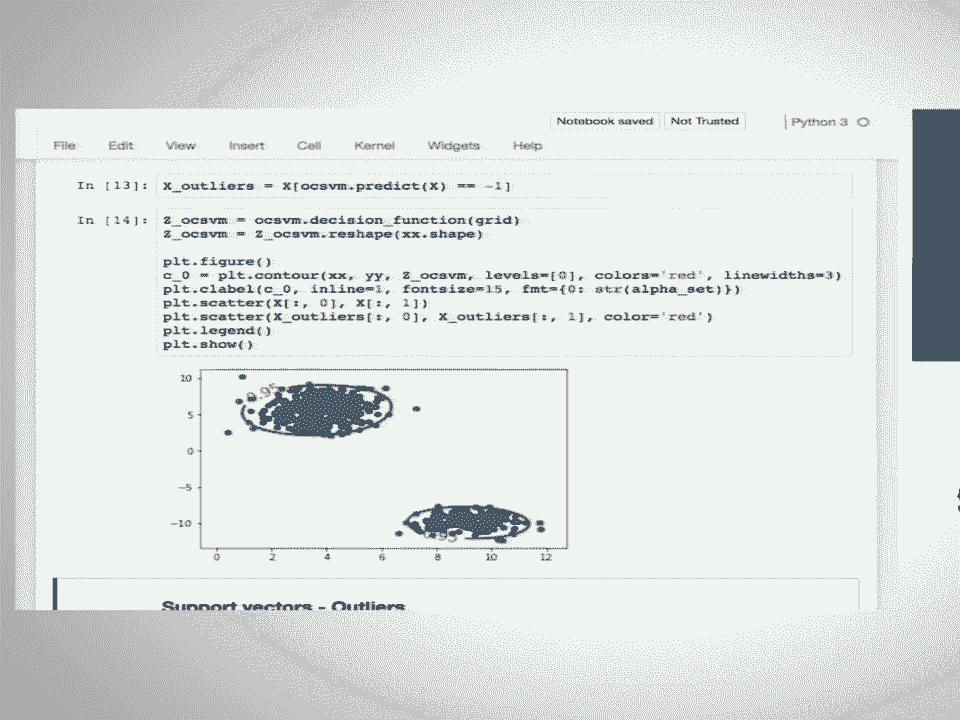 Notebook saved Not Trusted Python 3
File Edit View Insert Cell Kernel Widgets Help
In [13]: X_outliers = X[ocsvm.predict(X) == -1]
In [14]: Z_ocsvm = ocsvm.decision_function(grid)
Z_ocsvm = Z_ocsvm.reshape(xx.shape)
plt.figure()
c_0 = plt.contour(xx, yy, Z_ocsvm, levels=[0], colors='red', linewidths=3)
plt.clabel(c_0, inline=1, fontsize=15, fmt={0: str(alpha_set)})
plt.scatter(X[:, 0], X[:, 1])
plt.scatter(X_outliers[:, 0], X_outliers[:, 1], color='red')
plt.legend()
plt.show()
10
0.95
5
0
-5
-10
0.95
0 2 4 6 8 10 12
Support vectors - Outliers